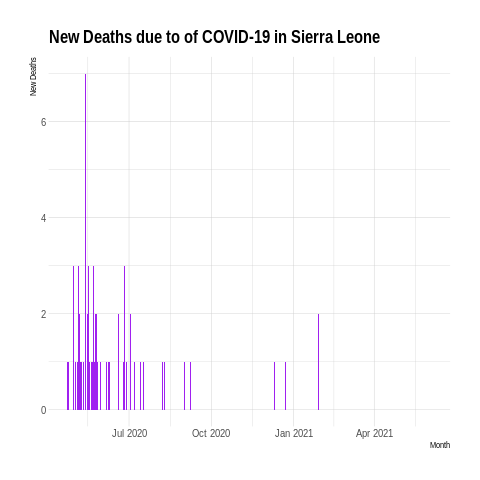 New Deaths due to of COVID-19 in Sierra Leone
New Deaths
6
4
2
0
Jul 2020 Oct 2020 Jan 2021 Apr 2021
Month